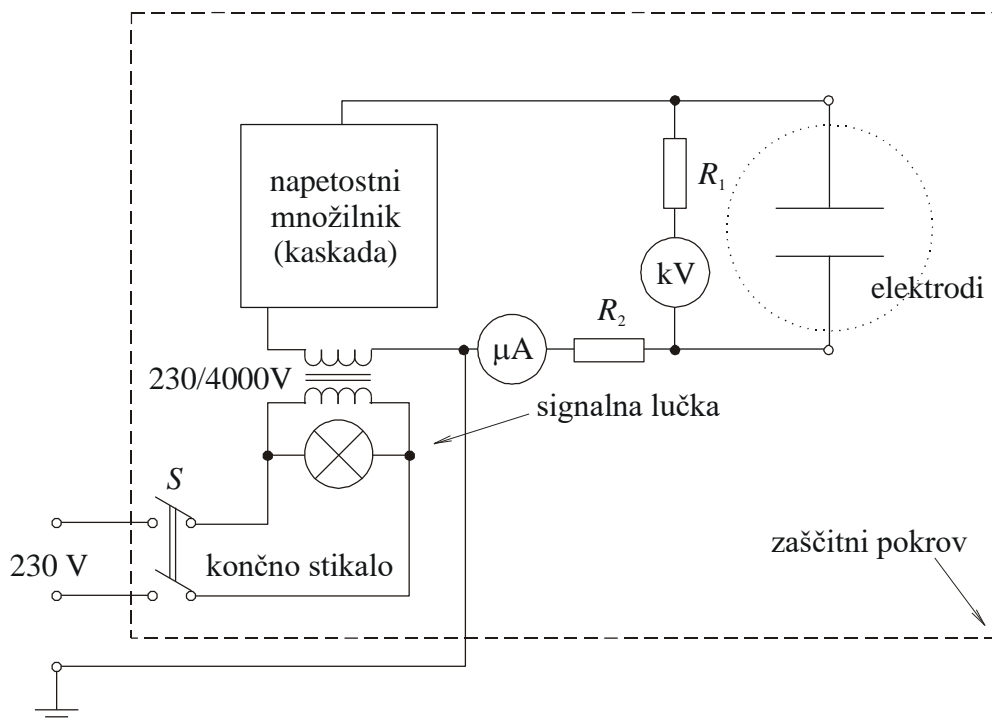 napetostni
množilnik
(kaskada)
R1
kV
elektrodi
R2
µA
230/4000V
signalna lučka
S
230 V
končno stikalo
zaščitni pokrov